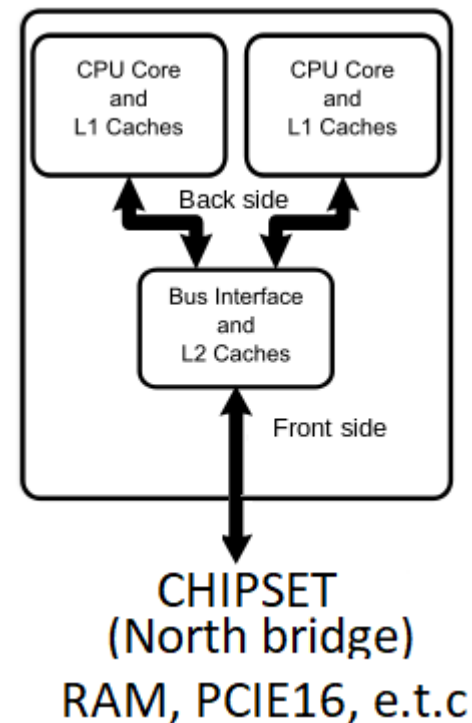 CPU Core
and
L1 Caches
CPU Core
and
L1 Caches
Back side
Bus Interface
and
L2 Caches
Front side
CHIPSET
(North bridge)
RAM, PCIE16, e.t.c